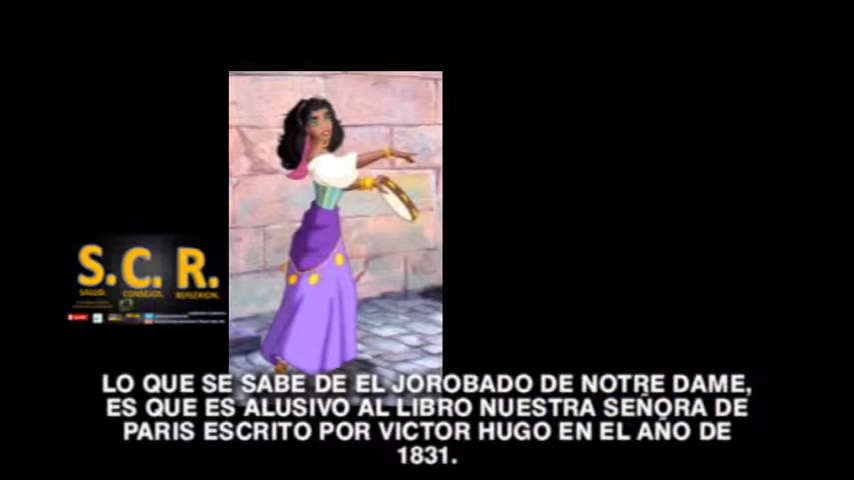 S. C. R.
SALUD. CONSEJOS. REFLEXION.
LO QUE SE SABE DE EL JOROBADO DE NOTRE DAME,
ES QUE ES ALUSIVO AL LIBRO NUESTRA SEÑORA DE
PARIS ESCRITO POR VICTOR HUGO EN EL AÑO DE
1831.